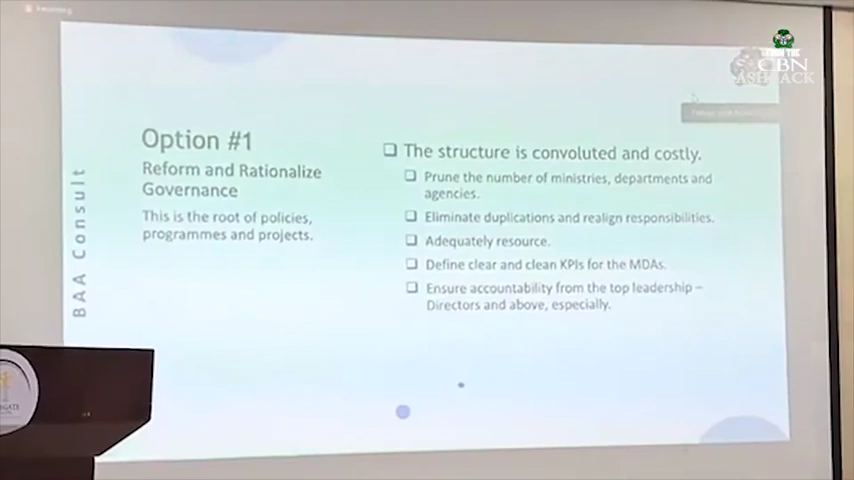 Option #1
Reform and Rationalize
Governance
This is the root of policies,
programmes and projects.
BAA Consult
The structure is convoluted and costly.
Prune the number of ministries, departments and
agencies.
Eliminate duplications and realign responsibilities.
Adequately resource.
Define clear and clean KPIs for the MDAs.
Ensure accountability from the top leadership –
Directors and above, especially.
CBN